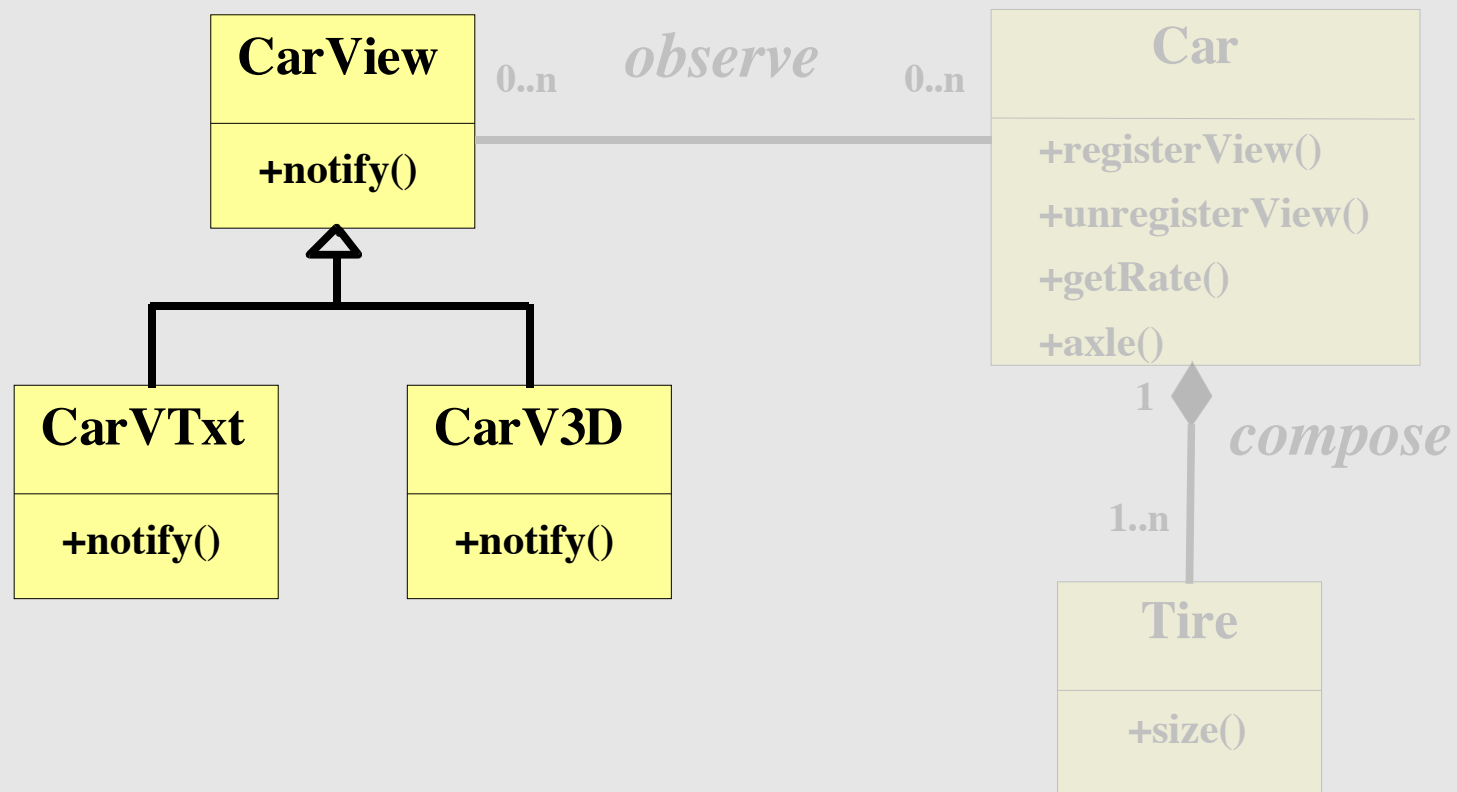 CarView
+notify()
0..n
observe
0..n
Car
+registerView()
+unregisterView()
+getRate()
+axle()
CarVTxt
+notify()
CarV3D
+notify()
1
compose
1..n
Tire
+size()